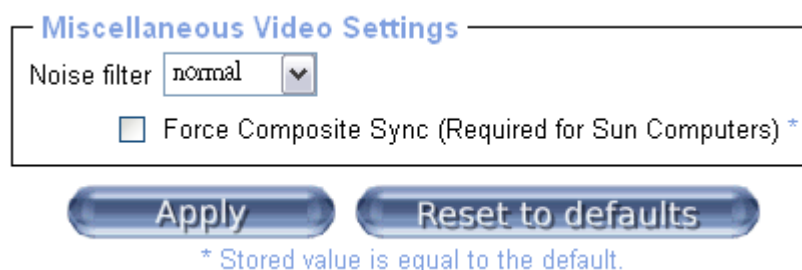 Miscellaneous Video Settings
Noise filter normal
Force Composite Sync (Required for Sun Computers) *
Apply Reset to defaults
* Stored value is equal to the default.